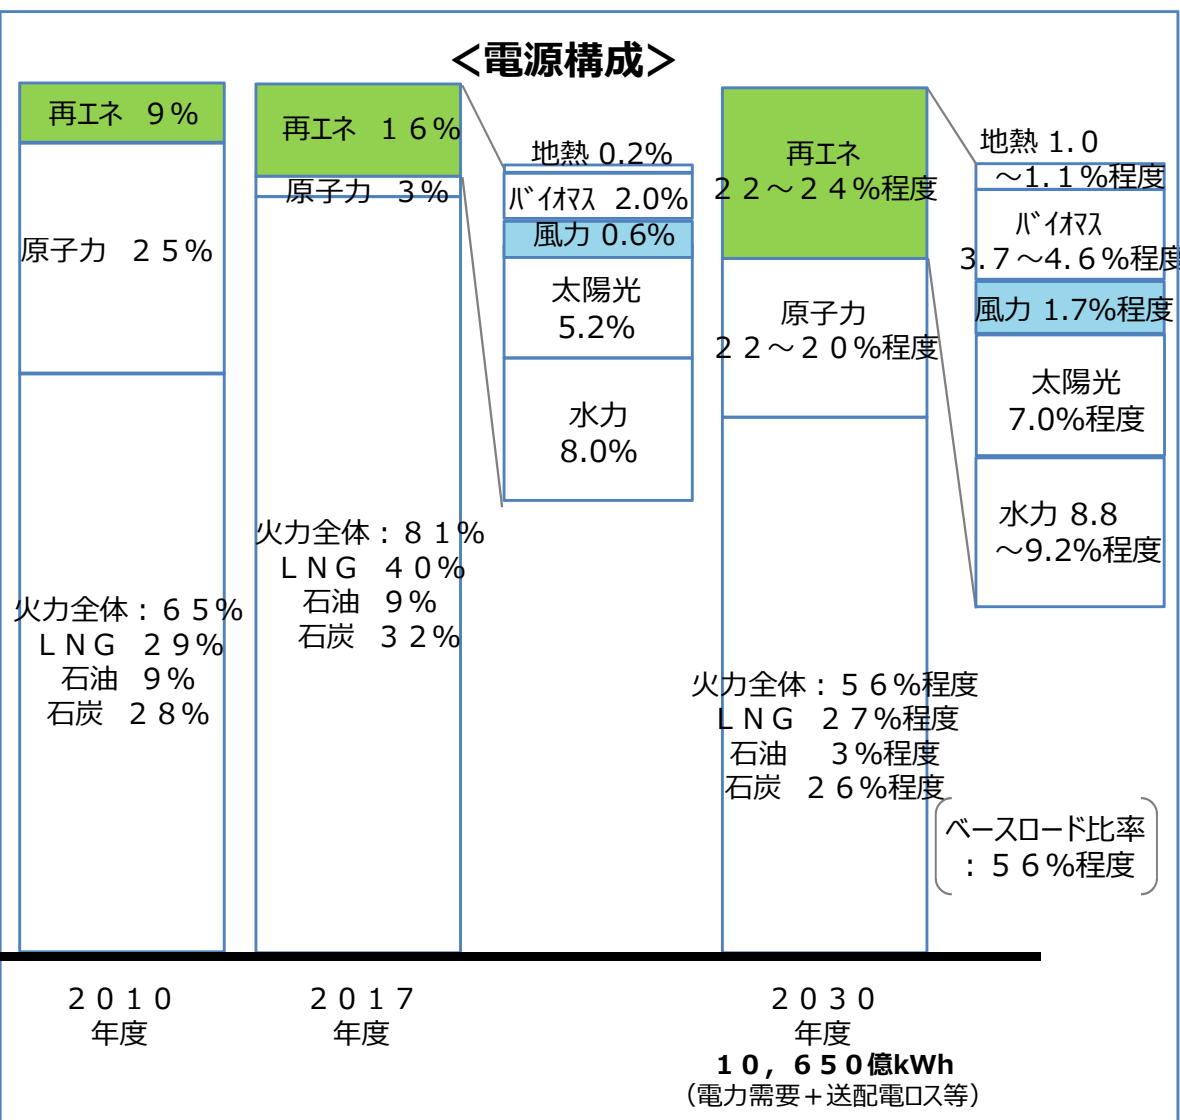 ＜電源構成＞
再エネ　９%
原子力　２５%
火力全体：６５%
ＬＮＧ　２９%
石油　９%
石炭　２８%
２０１０
年度
再エネ　１６%
原子力　３%
火力全体：８１%
ＬＮＧ　４０%
石油　９%
石炭　３２%
２０１７
年度
地熱 0.2%
ﾊﾞｲｵﾏｽ 2.0%
風力 0.6%
太陽光
5.2%
水力
8.0%
再エネ
２２～２４%程度
原子力
２２～２０%程度
火力全体：５６%程度
ＬＮＧ　２７%程度
石油　３%程度
石炭　２６%程度
２０３０
年度
１０，６５０億kWh
（電力需要＋送配電ロス等）
地熱 1.0
～1.1%程度
ﾊﾞｲｵﾏｽ
3.7～4.6%程度
風力 1.7%程度
太陽光
7.0%程度
水力 8.8
～9.2%程度
ベースロード比率
：５６%程度